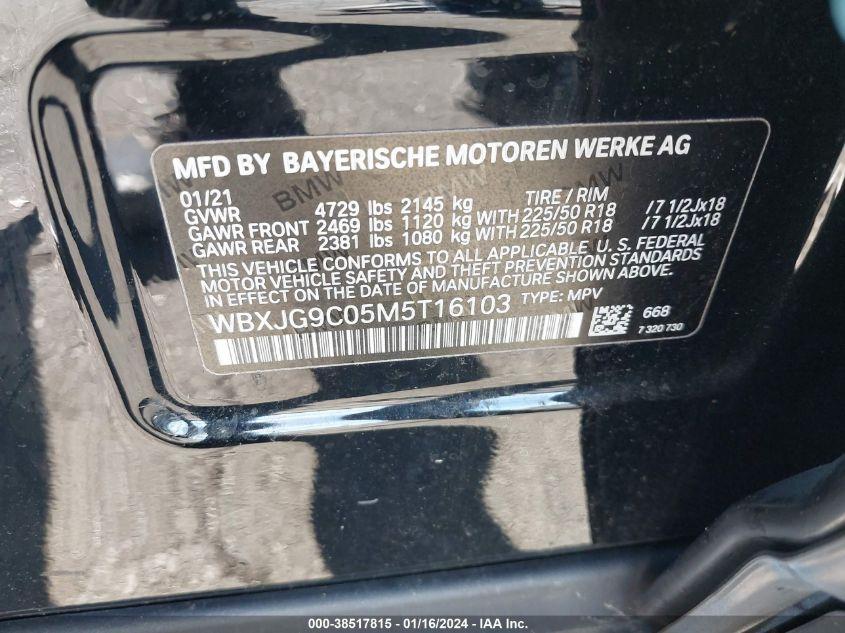 MFD BY BAYERISCHE MOTOREN WERKE AG
01/21 TIRE / RIM
GVWR 4729 lbs 2145 kg
GAWR FRONT 2469 lbs 1120 kg WITH 225/50 R18 /7 1/2Jx18
GAWR REAR 2381 lbs 1080 kg WITH 225/50 R18 /7 1/2Jx18
THIS VEHICLE CONFORMS TO ALL APPLICABLE U. S. FEDERAL
MOTOR VEHICLE SAFETY AND THEFT PREVENTION STANDARDS
IN EFFECT ON THE DATE OF MANUFACTURE SHOWN ABOVE.
WBXJG9C05M5T16103 TYPE: MPV
668
7 320 730
000-38517815 - 01/16/2024 - IAA Inc.